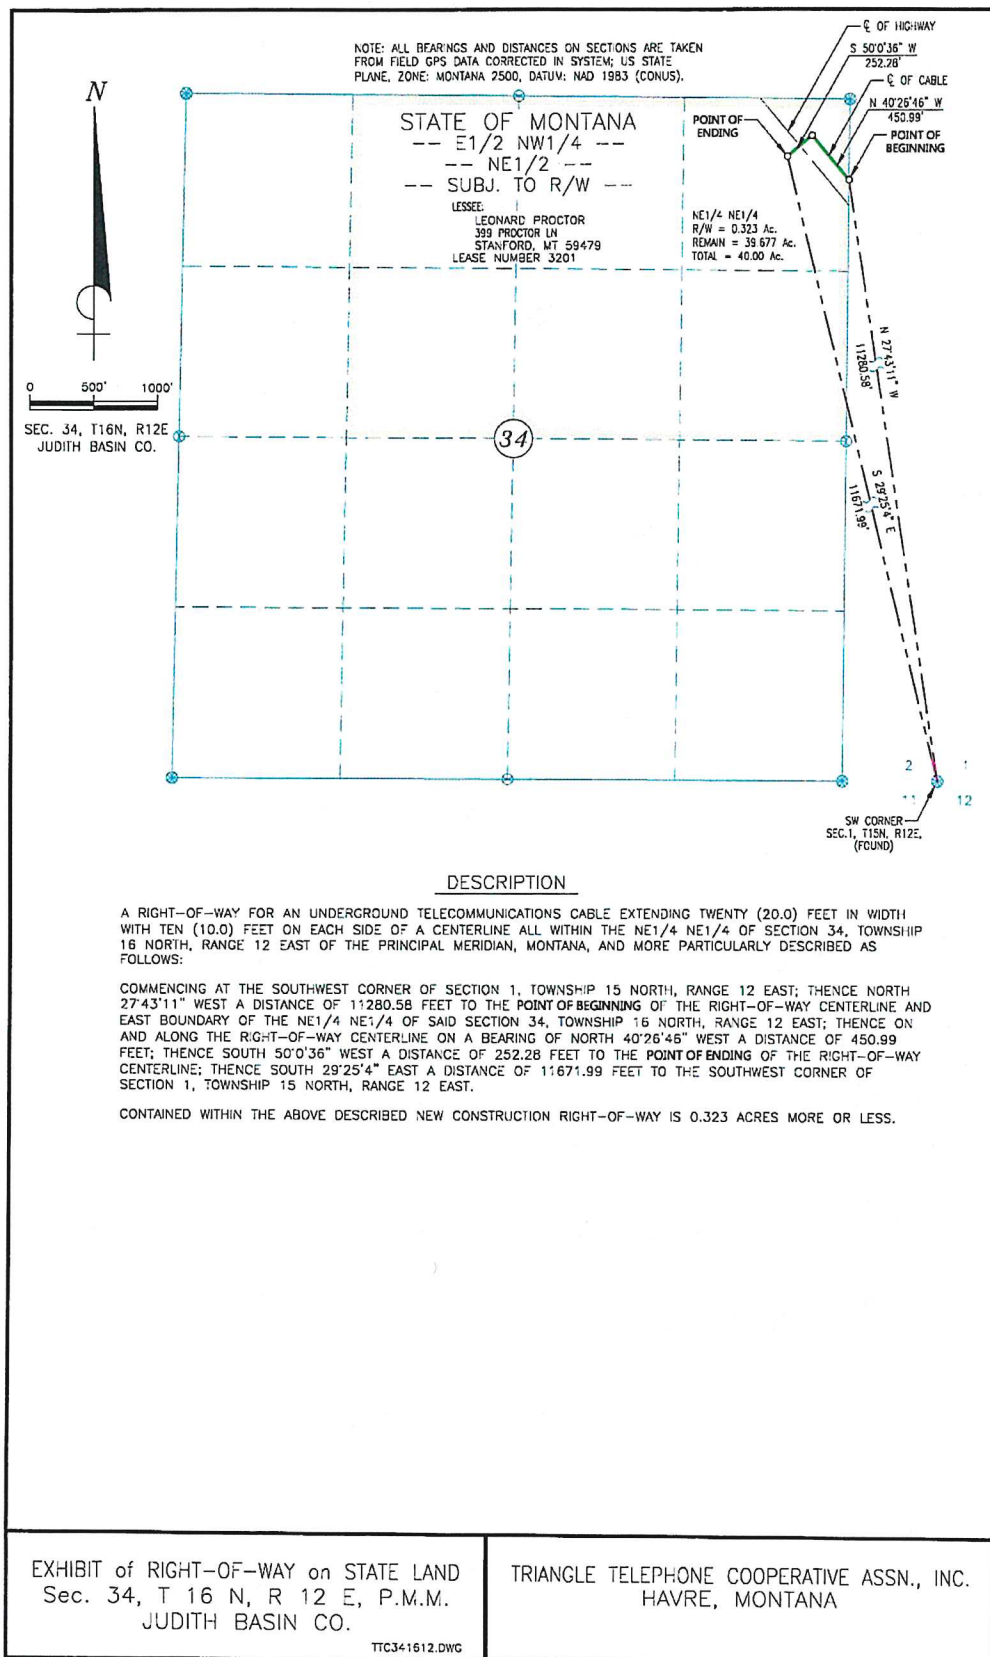 NOTE: ALL BEARINGS AND DISTANCES ON SECTIONS ARE TAKEN
FROM FIELD GPS DATA CORRECTED IN SYSTEM; US STATE
PLANE, ZONE: MONTANA 2500, DATUM: NAD 1983 (CONUS).
℄ OF HIGHWAY
S 50°0'36" W
252.28'
℄ OF CABLE
N 40°26'46" W
450.99'
POINT OF
BEGINNING
POINT OF
ENDING
N
STATE OF MONTANA
-- E1/2 NW1/4 --
-- NE1/2 --
-- SUBJ. TO R/W --
LESSEE:
LEONARD PROCTOR
399 PROCTOR LN
STANFORD, MT 59479
LEASE NUMBER 3201
NE1/4 NE1/4
R/W = 0.323 Ac.
REMAIN = 39.677 Ac.
TOTAL = 40.00 Ac.
0 500' 1000'
SEC. 34, T16N, R12E
JUDITH BASIN CO.
34
N 27°43'11" W
11280.58'
S 29°25'4" E
11671.99'
2 1
11 12
SW CORNER
SEC.1, T15N, R12E,
(FOUND)
DESCRIPTION
A RIGHT-OF-WAY FOR AN UNDERGROUND TELECOMMUNICATIONS CABLE EXTENDING TWENTY (20.0) FEET IN WIDTH
WITH TEN (10.0) FEET ON EACH SIDE OF A CENTERLINE ALL WITHIN THE NE1/4 NE1/4 OF SECTION 34, TOWNSHIP
16 NORTH, RANGE 12 EAST OF THE PRINCIPAL MERIDIAN, MONTANA, AND MORE PARTICULARLY DESCRIBED AS
FOLLOWS:
COMMENCING AT THE SOUTHWEST CORNER OF SECTION 1, TOWNSHIP 15 NORTH, RANGE 12 EAST; THENCE NORTH
27°43'11" WEST A DISTANCE OF 11280.58 FEET TO THE POINT OF BEGINNING OF THE RIGHT-OF-WAY CENTERLINE AND
EAST BOUNDARY OF THE NE1/4 NE1/4 OF SAID SECTION 34, TOWNSHIP 16 NORTH, RANGE 12 EAST; THENCE ON
AND ALONG THE RIGHT-OF-WAY CENTERLINE ON A BEARING OF NORTH 40°26'46" WEST A DISTANCE OF 450.99
FEET; THENCE SOUTH 50°0'36" WEST A DISTANCE OF 252.28 FEET TO THE POINT OF ENDING OF THE RIGHT-OF-WAY
CENTERLINE; THENCE SOUTH 29°25'4" EAST A DISTANCE OF 11671.99 FEET TO THE SOUTHWEST CORNER OF
SECTION 1, TOWNSHIP 15 NORTH, RANGE 12 EAST.
CONTAINED WITHIN THE ABOVE DESCRIBED NEW CONSTRUCTION RIGHT-OF-WAY IS 0.323 ACRES MORE OR LESS.
EXHIBIT of RIGHT-OF-WAY on STATE LAND
Sec. 34, T 16 N, R 12 E, P.M.M.
JUDITH BASIN CO.
TTC341612.DWG
TRIANGLE TELEPHONE COOPERATIVE ASSN., INC.
HAVRE, MONTANA